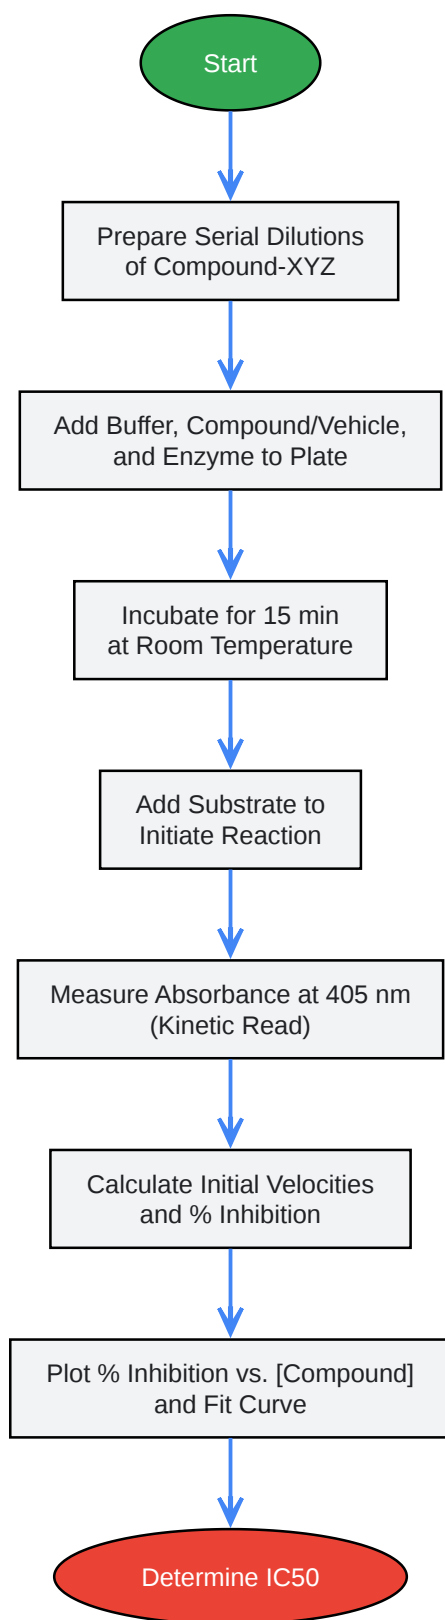 Start
Prepare Serial Dilutions
of Compound-XYZ
Add Buffer, Compound/Vehicle,
and Enzyme to Plate
Incubate for 15 min
at Room Temperature
Add Substrate to
Initiate Reaction
Measure Absorbance at 405 nm
(Kinetic Read)
Calculate Initial Velocities
and % Inhibition
Plot % Inhibition vs. [Compound]
and Fit Curve
Determine IC50